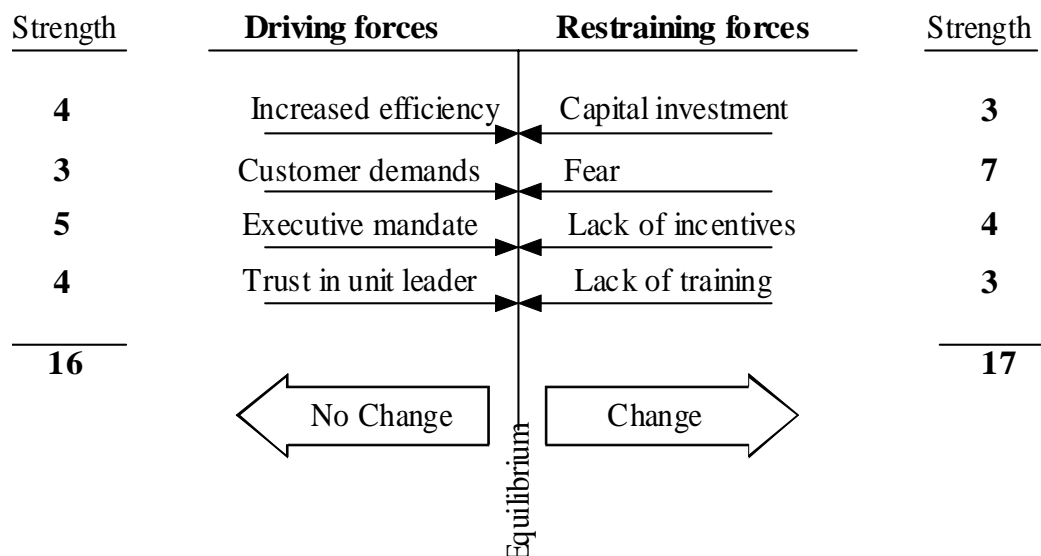 Strength Driving forces Restraining forces Strength
4 Increased efficiency Capital investment 3
3 Customer demands Fear 7
5 Executive mandate Lack of incentives 4
4 Trust in unit leader Lack of training 3
16 17
No Change Change
Equilibrium